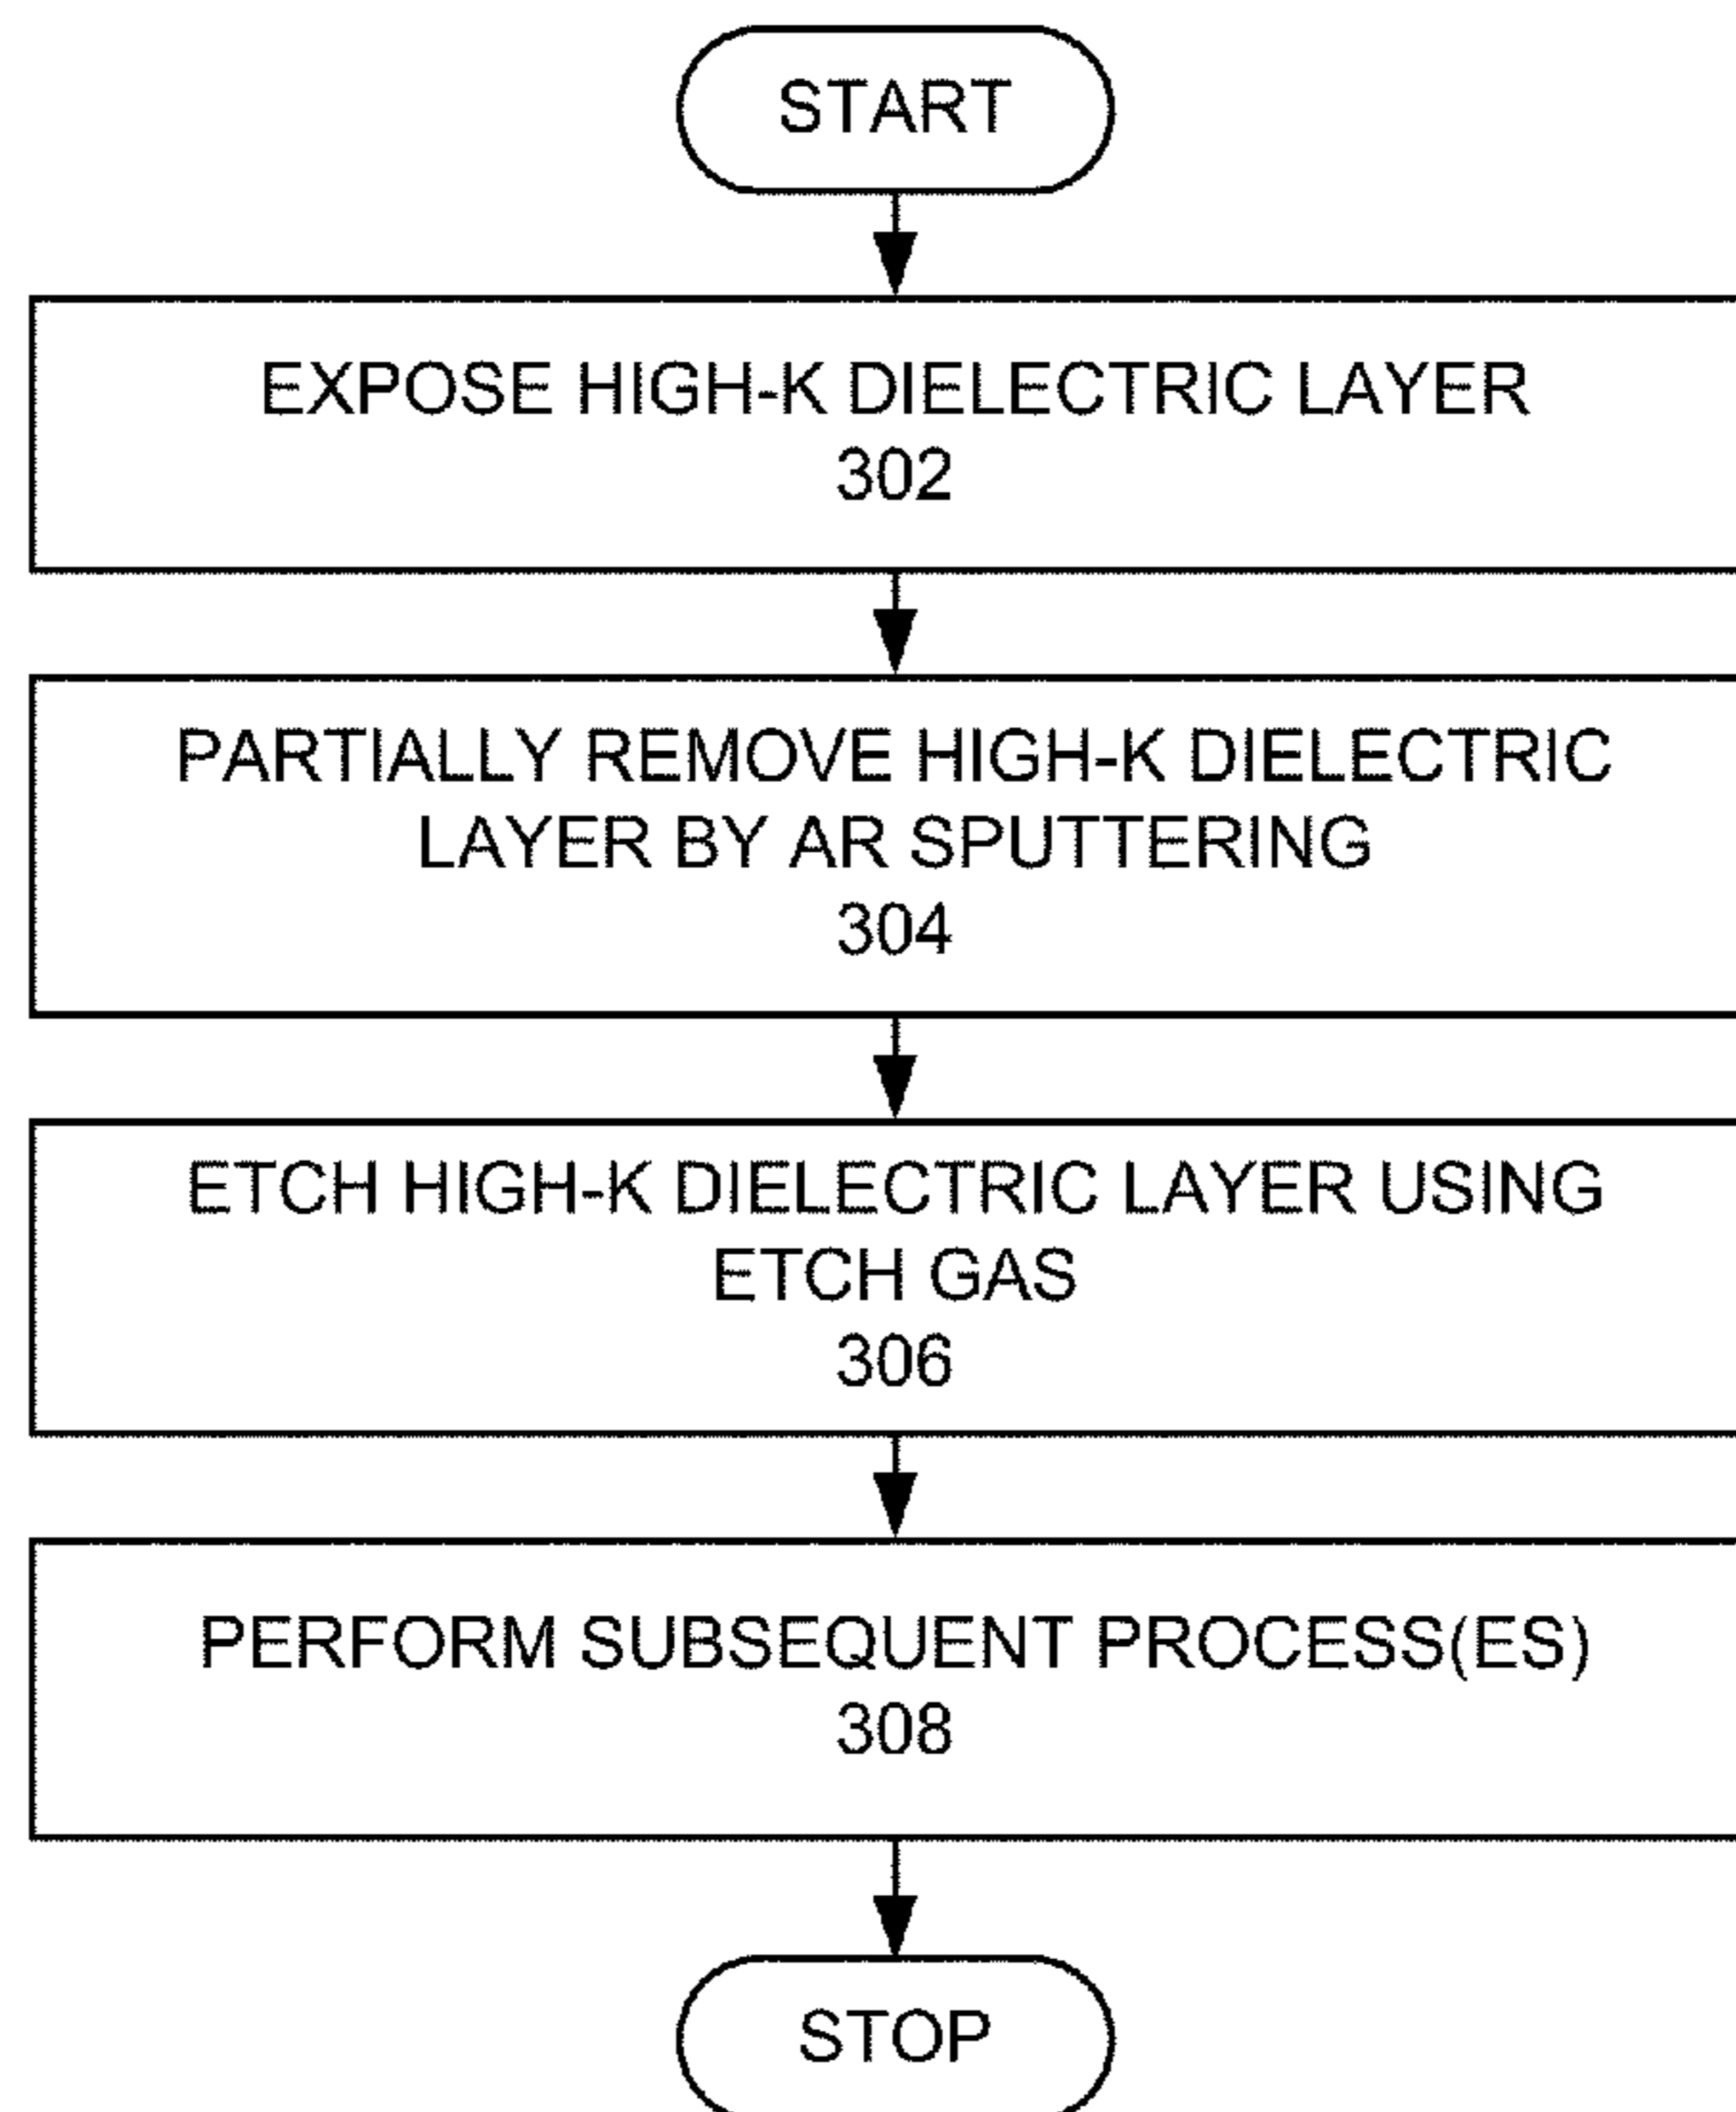 START
EXPOSE HIGH-K DIELECTRIC LAYER
302
PARTIALLY REMOVE HIGH-K DIELECTRIC
LAYER BY AR SPUTTERING
304
ETCH HIGH-K DIELECTRIC LAYER USING
ETCH GAS
306
PERFORM SUBSEQUENT PROCESS(ES)
308
STOP